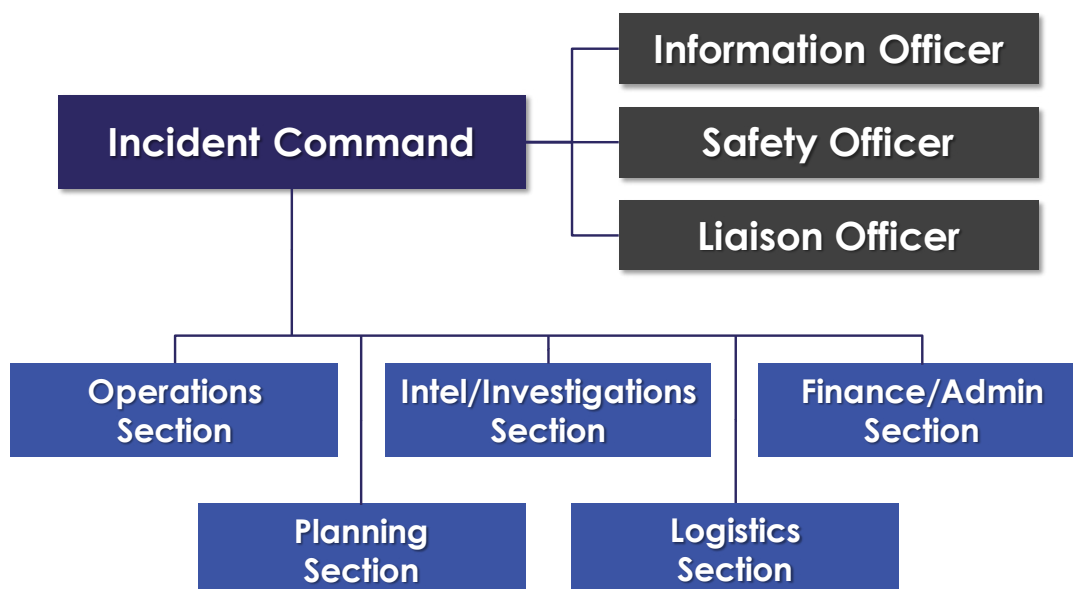 Information Officer
Incident Command
Safety Officer
Liaison Officer
Operations
Section
Intel/Investigations
Section
Finance/Admin
Section
Planning
Section
Logistics
Section